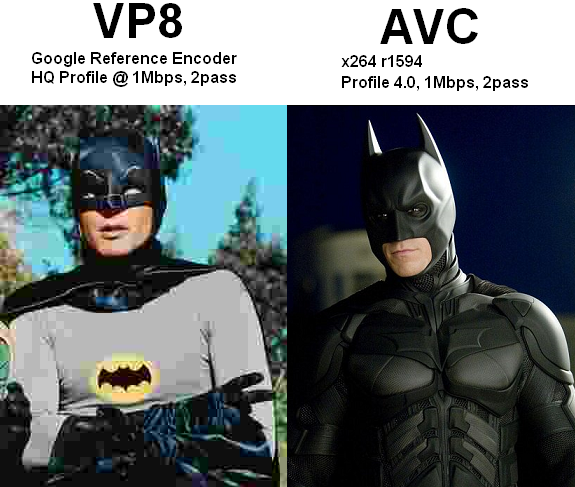 VP8
Google Reference Encoder
HQ Profile @ 1Mbps, 2pass
AVC
x264 r1594
Profile 4.0, 1Mbps, 2pass